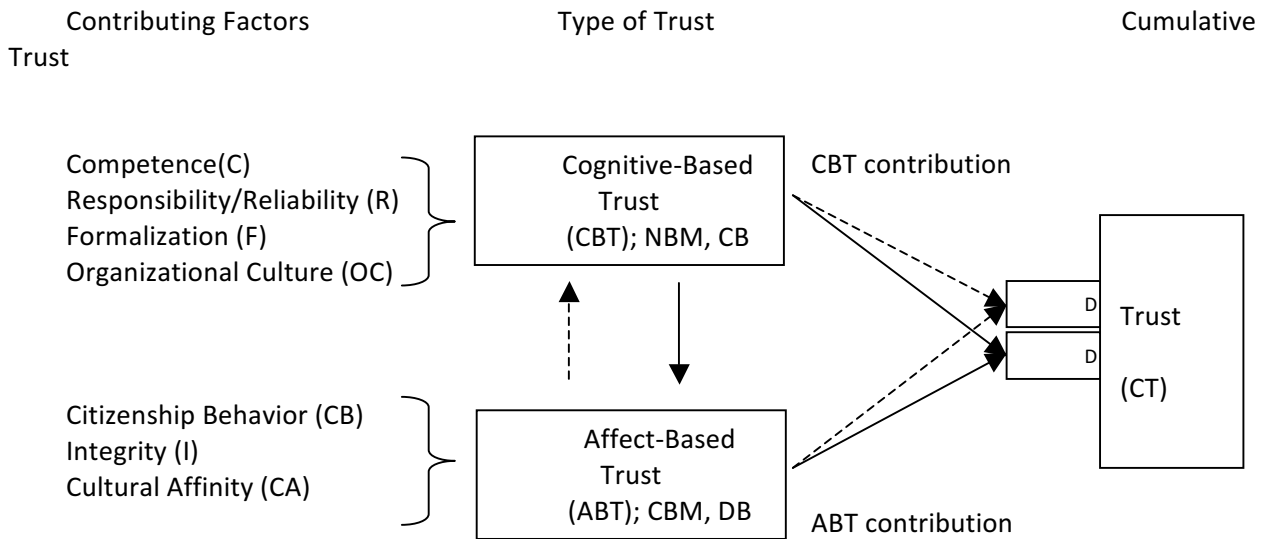 Contributing Factors Type of Trust Cumulative
Trust
Competence(C)
Responsibility/Reliability (R)
Formalization (F)
Organizational Culture (OC)
Cognitive-Based
Trust
(CBT); NBM, CB
CBT contribution
D
D
Trust
(CT)
Citizenship Behavior (CB)
Integrity (I)
Cultural Affinity (CA)
Affect-Based
Trust
(ABT); CBM, DB
ABT contribution